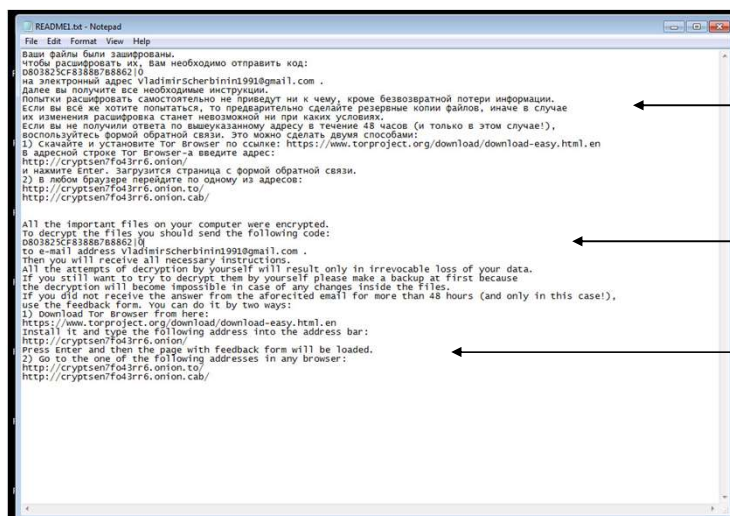 README1.txt - Notepad
File Edit Format View Help
Ваши файлы были зашифрованы.
Чтобы расшифровать их, Вам необходимо отправить код:
D803825CF8388B7B8862|0
на электронный адрес VladimirScherbinin1991@gmail.com .
Далее вы получите все необходимые инструкции.
Попытки расшифровать самостоятельно не приведут ни к чему, кроме безвозвратной потери информации.
Если вы всё же хотите попытаться, то предварительно сделайте резервные копии файлов, иначе в случае
их изменения расшифровка станет невозможной ни при каких условиях.
Если вы не получили ответа по вышеуказанному адресу в течение 48 часов (и только в этом случае!),
воспользуйтесь формой обратной связи. Это можно сделать двумя способами:
1) Скачайте и установите Tor Browser по ссылке: https://www.torproject.org/download/download-easy.html.en
В адресной строке Tor Browser-а введите адрес:
http://cryptsen7fo43rr6.onion/
и нажмите Enter. Загрузится страница с формой обратной связи.
2) В любом браузере перейдите по одному из адресов:
http://cryptsen7fo43rr6.onion.to/
http://cryptsen7fo43rr6.onion.cab/
All the important files on your computer were encrypted.
To decrypt the files you should send the following code:
D803825CF8388B7B8862|0
to e-mail address VladimirScherbinin1991@gmail.com .
Then you will receive all necessary instructions.
All the attempts of decryption by yourself will result only in irrevocable loss of your data.
If you still want to try to decrypt them by yourself please make a backup at first because
the decryption will become impossible in case of any changes inside the files.
If you did not receive the answer from the aforecited email for more than 48 hours (and only in this case!),
use the feedback form. You can do it by two ways:
1) Download Tor Browser from here:
https://www.torproject.org/download/download-easy.html.en
Install it and type the following address into the address bar:
http://cryptsen7fo43rr6.onion/
Press Enter and then the page with feedback form will be loaded.
2) Go to the one of the following addresses in any browser:
http://cryptsen7fo43rr6.onion.to/
http://cryptsen7fo43rr6.onion.cab/